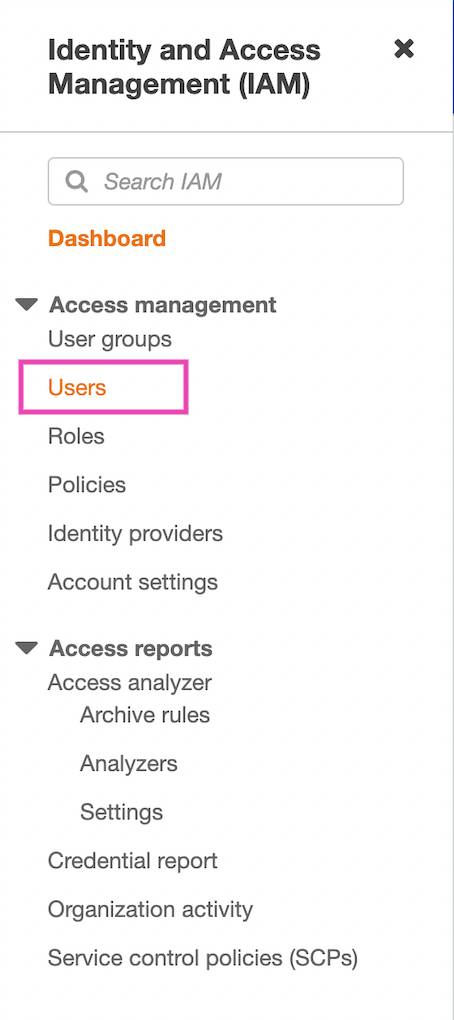 Identity and Access
Management (IAM)
Search IAM
Dashboard
Access management
User groups
Users
Roles
Policies
Identity providers
Account settings
Access reports
Access analyzer
Archive rules
Analyzers
Settings
Credential report
Organization activity
Service control policies (SCPs)